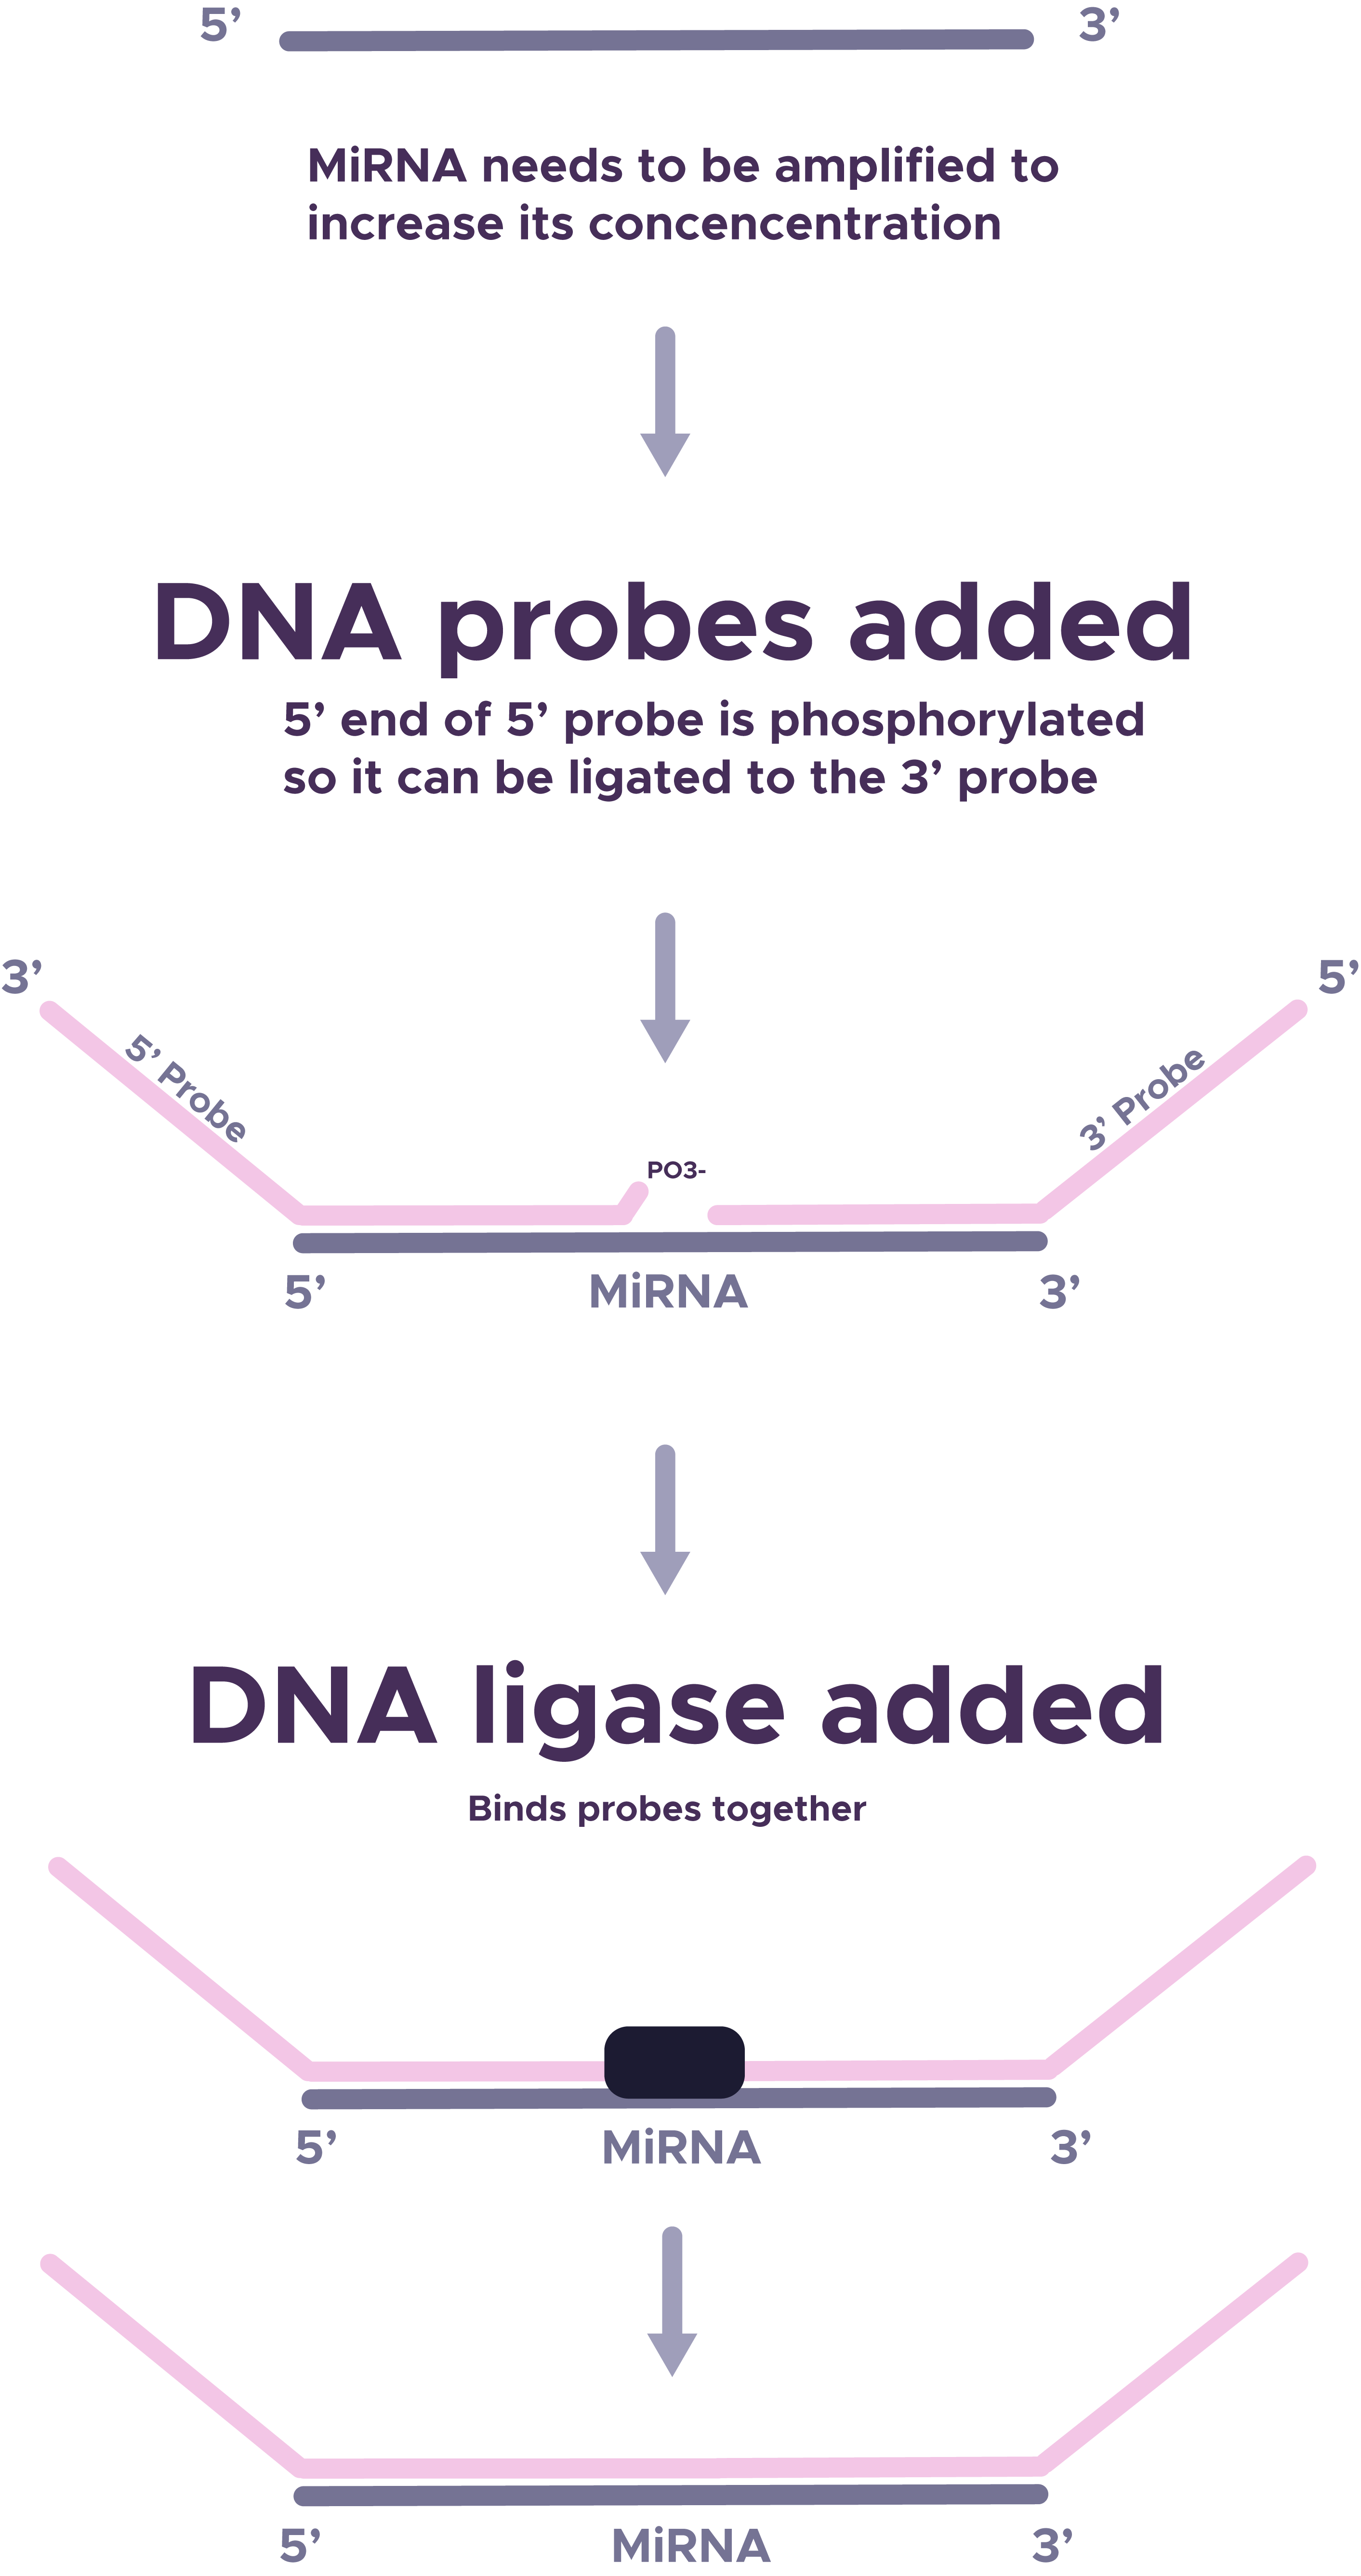 5’ 3’
MiRNA needs to be amplified to
increase its concencentration
DNA probes added
5’ end of 5’ probe is phosphorylated
so it can be ligated to the 3’ probe
3’ 5’
5’ Probe 3’ Probe
PO3-
5’ MiRNA 3’
DNA ligase added
Binds probes together
5’ MiRNA 3’
5’ MiRNA 3’